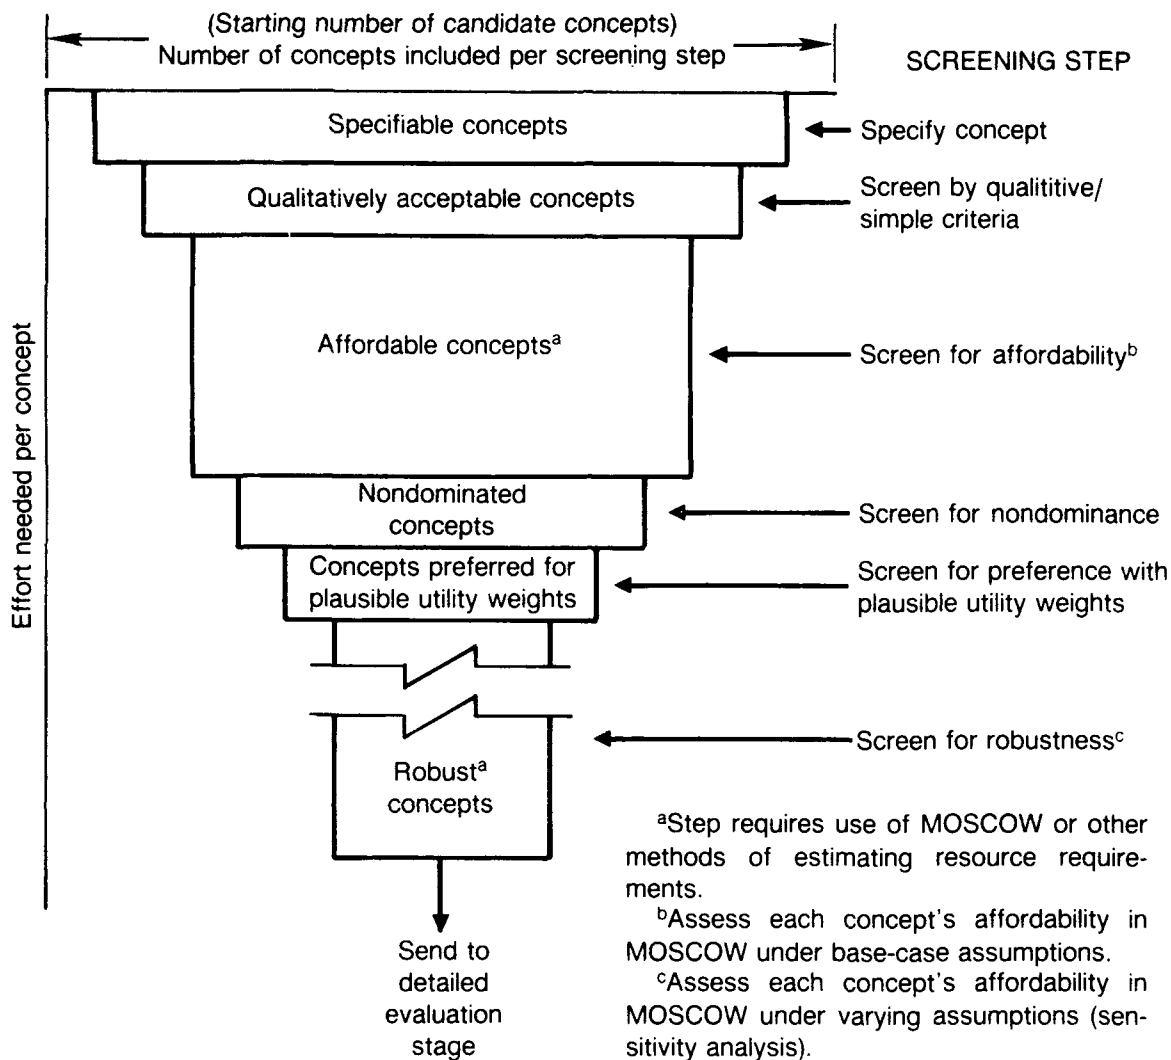 (Starting number of candidate concepts)
Number of concepts included per screening step
SCREENING STEP
Specifiable concepts
Specify concept
Qualitatively acceptable concepts
Screen by qualititive/
simple criteria
Effort needed per concept
Affordable conceptsᵃ
Screen for affordabilityᵇ
Nondominated
concepts
Screen for nondominance
Concepts preferred for
plausible utility weights
Screen for preference with
plausible utility weights
Screen for robustnessᶜ
Robustᵃ
concepts
ᵃStep requires use of MOSCOW or other
methods of estimating resource require-
ments.
ᵇAssess each concept's affordability in
MOSCOW under base-case assumptions.
ᶜAssess each concept's affordability in
MOSCOW under varying assumptions (sen-
sitivity analysis).
Send to
detailed
evaluation
stage